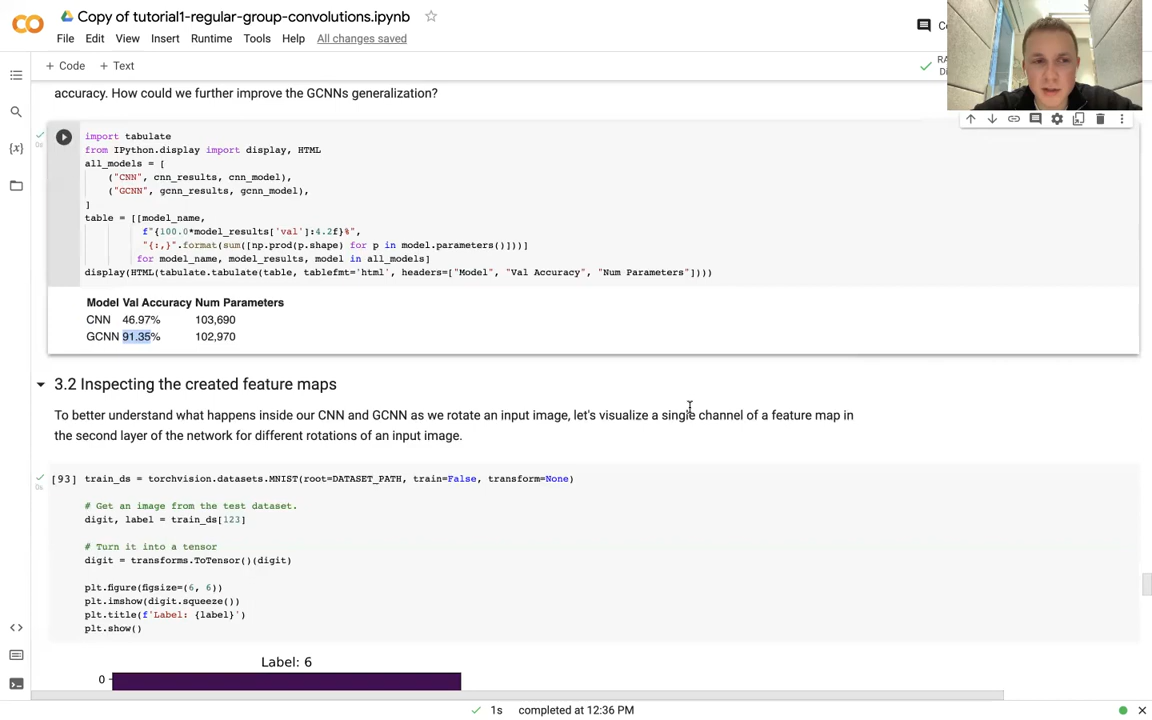 Copy of tutorial1-regular-group-convolutions.ipynb
File Edit View Insert Runtime Tools Help All changes saved
+ Code + Text
accuracy. How could we further improve the GCNNs generalization?
import tabulate
from IPython.display import display, HTML
all_models = [
("CNN", cnn_results, cnn_model),
("GCNN", gcnn_results, gcnn_model),
]
table = [[model_name,
f"{100.0*model_results['val']:4.2f}%",
"{:,}".format(sum([np.prod(p.shape) for p in model.parameters()]))]
for model_name, model_results, model in all_models]
display(HTML(tabulate.tabulate(table, tablefmt='html', headers=["Model", "Val Accuracy", "Num Parameters"])))
Model Val Accuracy Num Parameters
CNN 46.97% 103,690
GCNN 91.35% 102,970
3.2 Inspecting the created feature maps
To better understand what happens inside our CNN and GCNN as we rotate an input image, let's visualize a single channel of a feature map in
the second layer of the network for different rotations of an input image.
[93] train_ds = torchvision.datasets.MNIST(root=DATASET_PATH, train=False, transform=None)
# Get an image from the test dataset.
digit, label = train_ds[123]
# Turn it into a tensor
digit = transforms.ToTensor()(digit)
plt.figure(figsize=(6, 6))
plt.imshow(digit.squeeze())
plt.title(f'Label: {label}')
plt.show()
Label: 6
0
1s completed at 12:36 PM